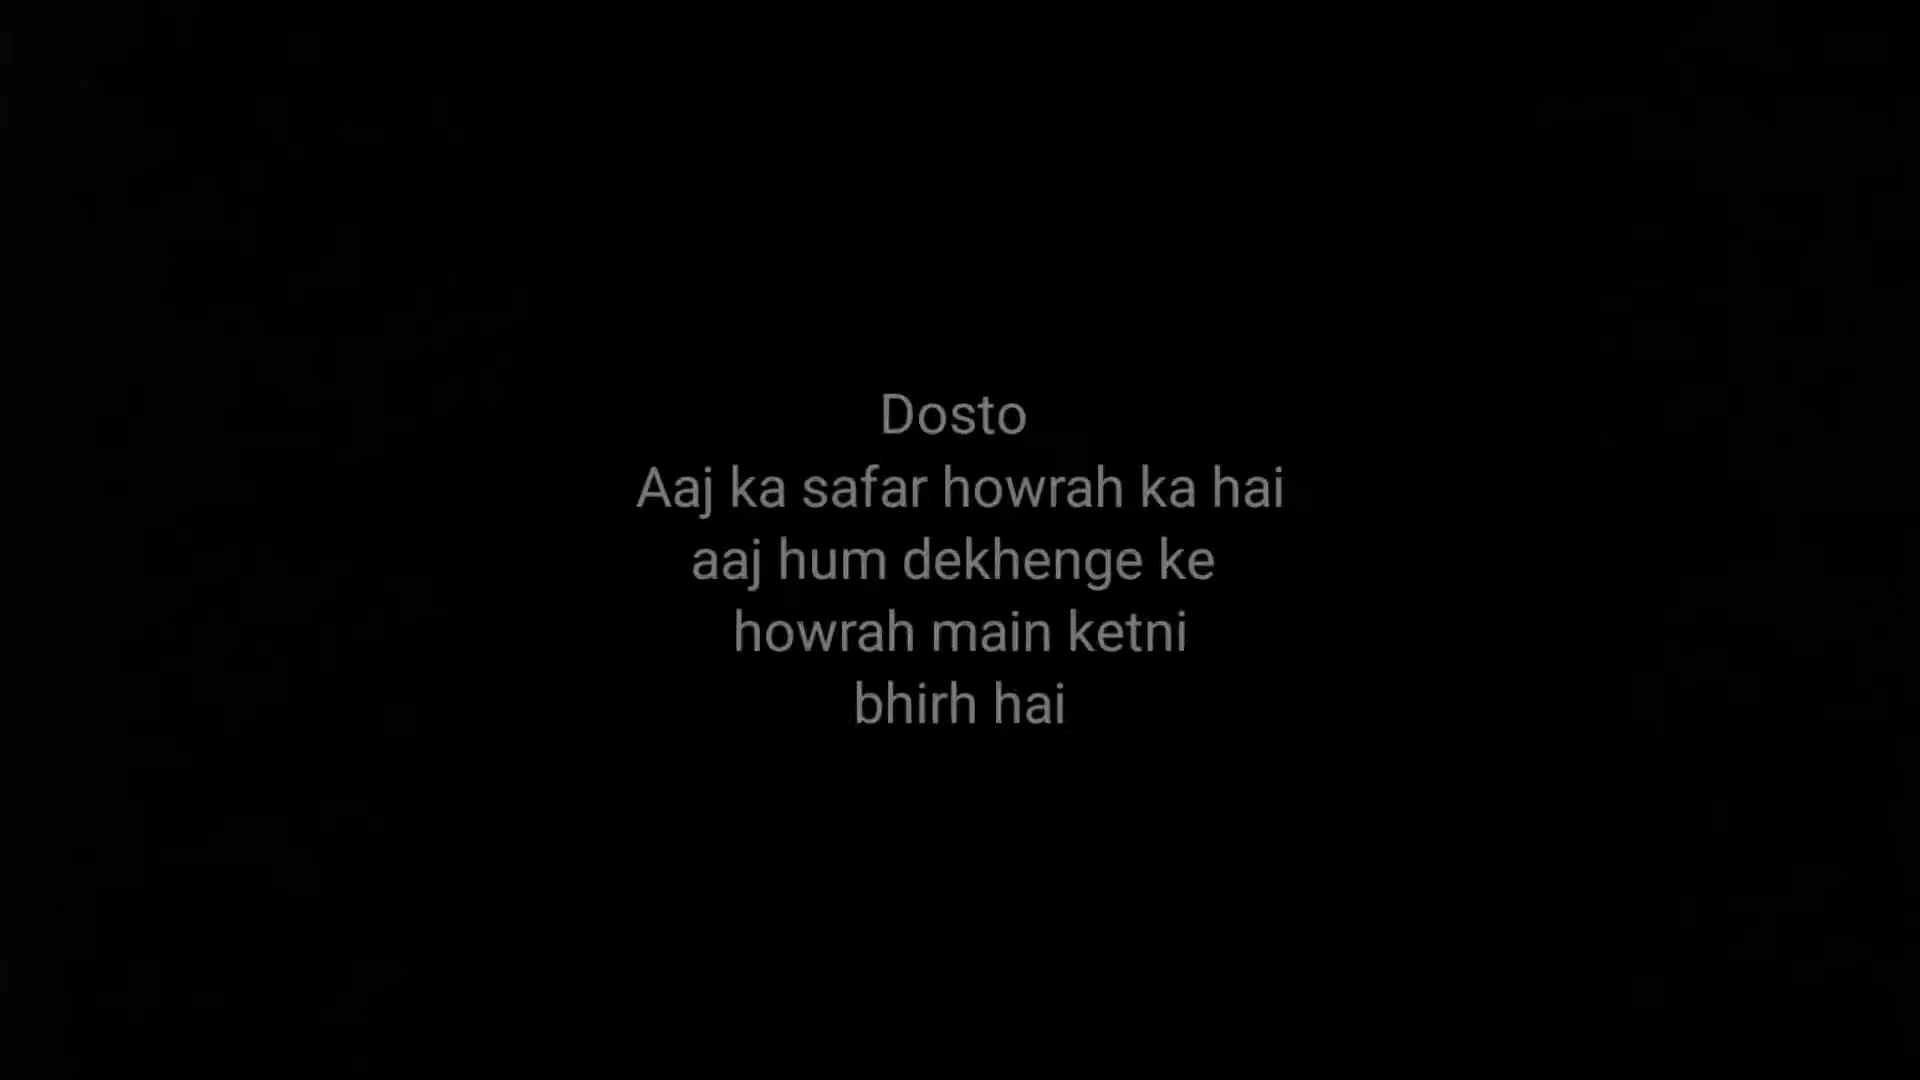 Dosto
Aaj ka safar howrah ka hai
aaj hum dekhenge ke
howrah main ketni
bhirh hai